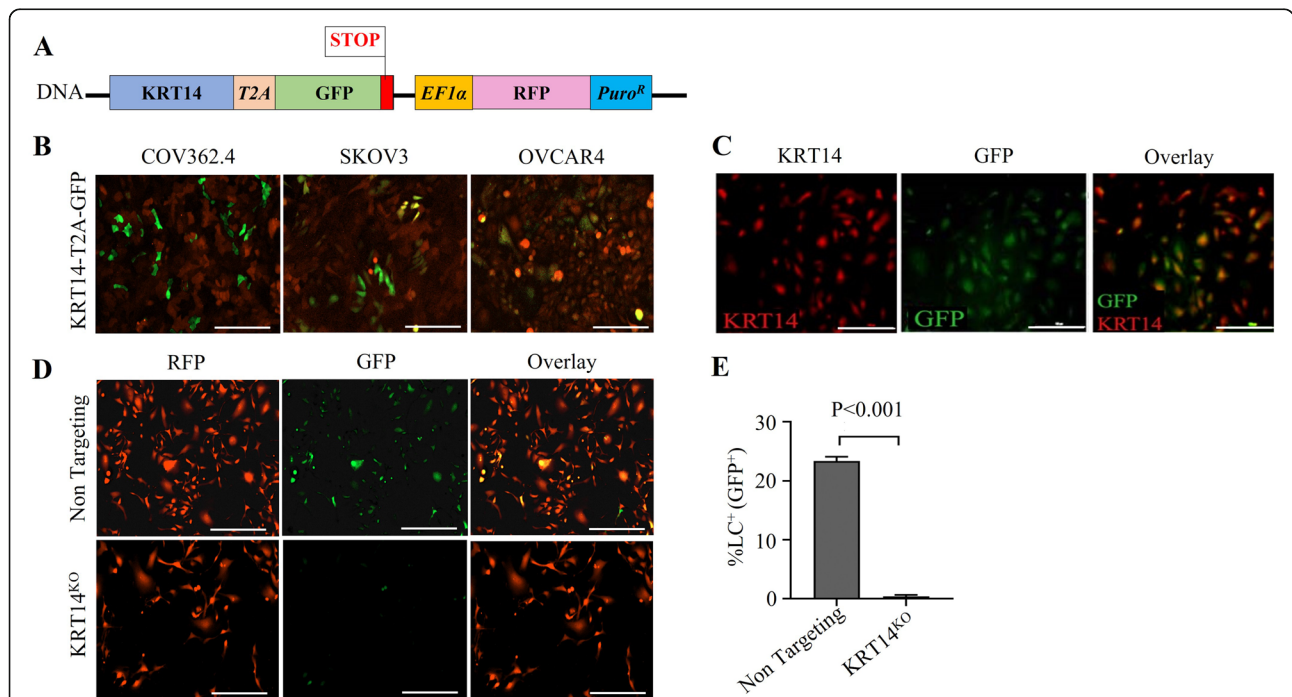 A
STOP
DNA KRT14 T2A GFP EF1α RFP Puroᴿ
B
COV362.4 SKOV3 OVCAR4
KRT14-T2A-GFP
C
KRT14 GFP Overlay
KRT14
GFP
GFP
KRT14
D
RFP GFP Overlay
Non Targeting
KRT14ᴷᴼ
E
P<0.001
30
20
10
0
%LC⁺ (GFP⁺)
Non Targeting
KRT14ᴷᴼ